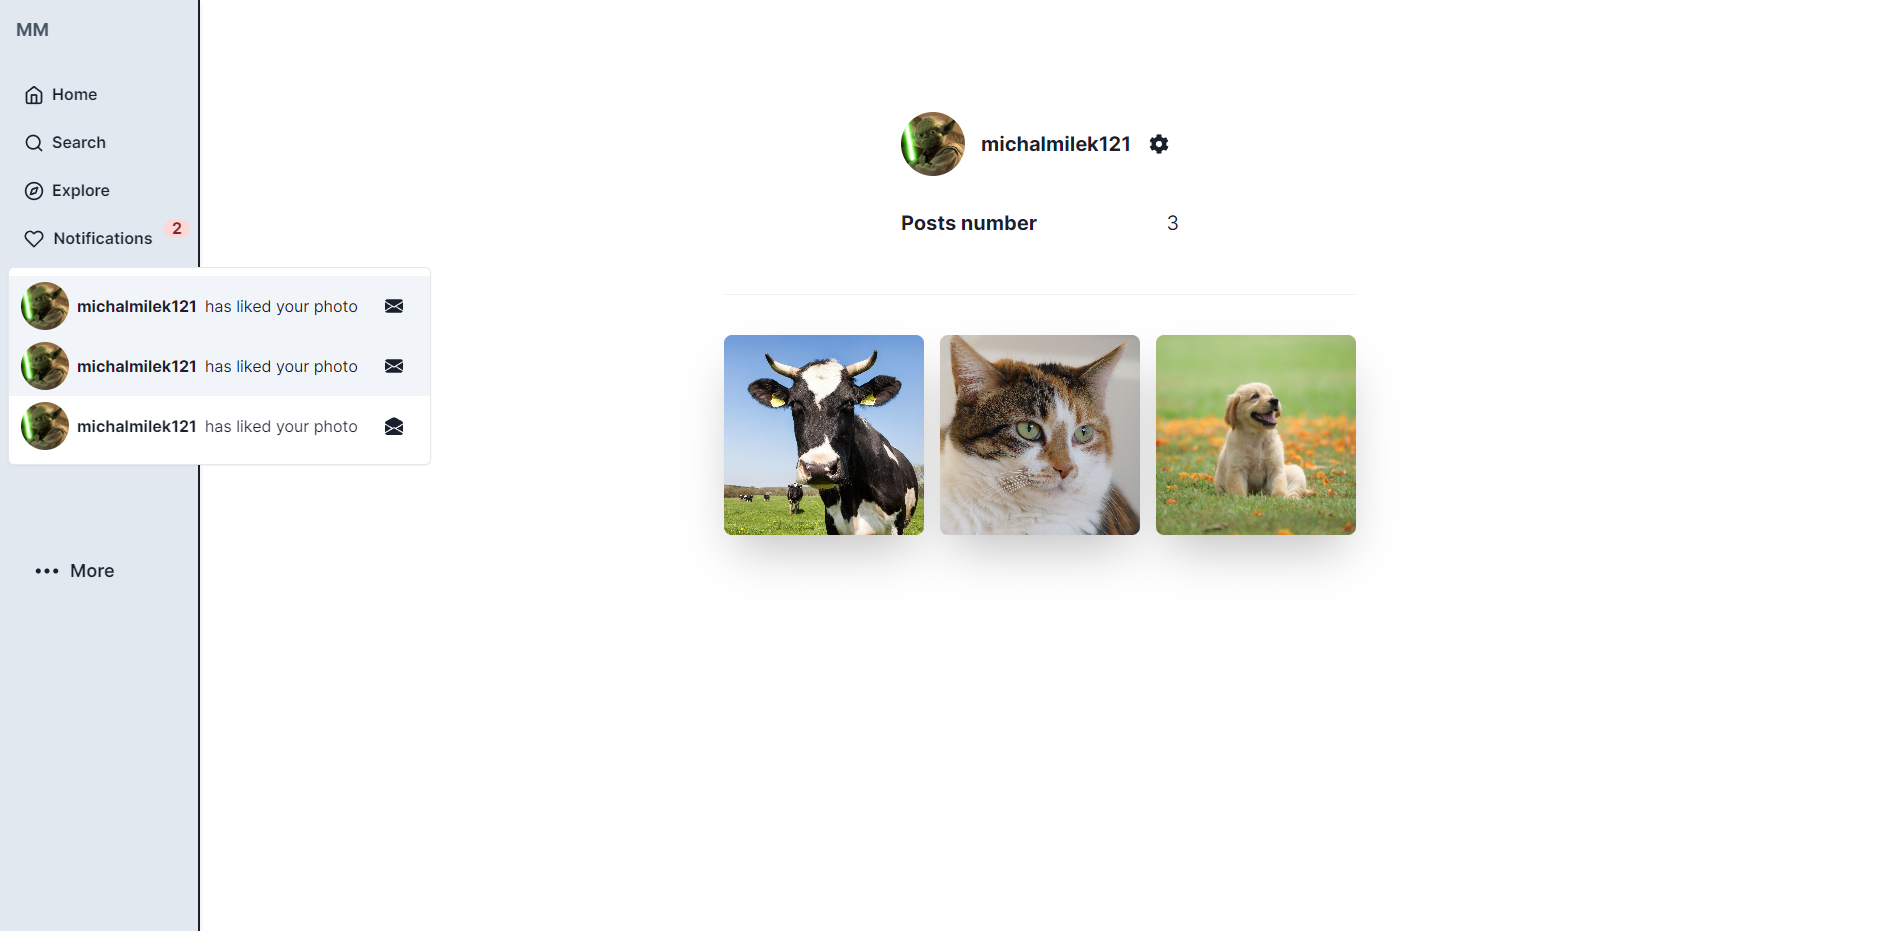 MM
Home
Search
Explore
Notifications 2
michalmilek121 has liked your photo
michalmilek121 has liked your photo
michalmilek121 has liked your photo
More
michalmilek121
Posts number 3